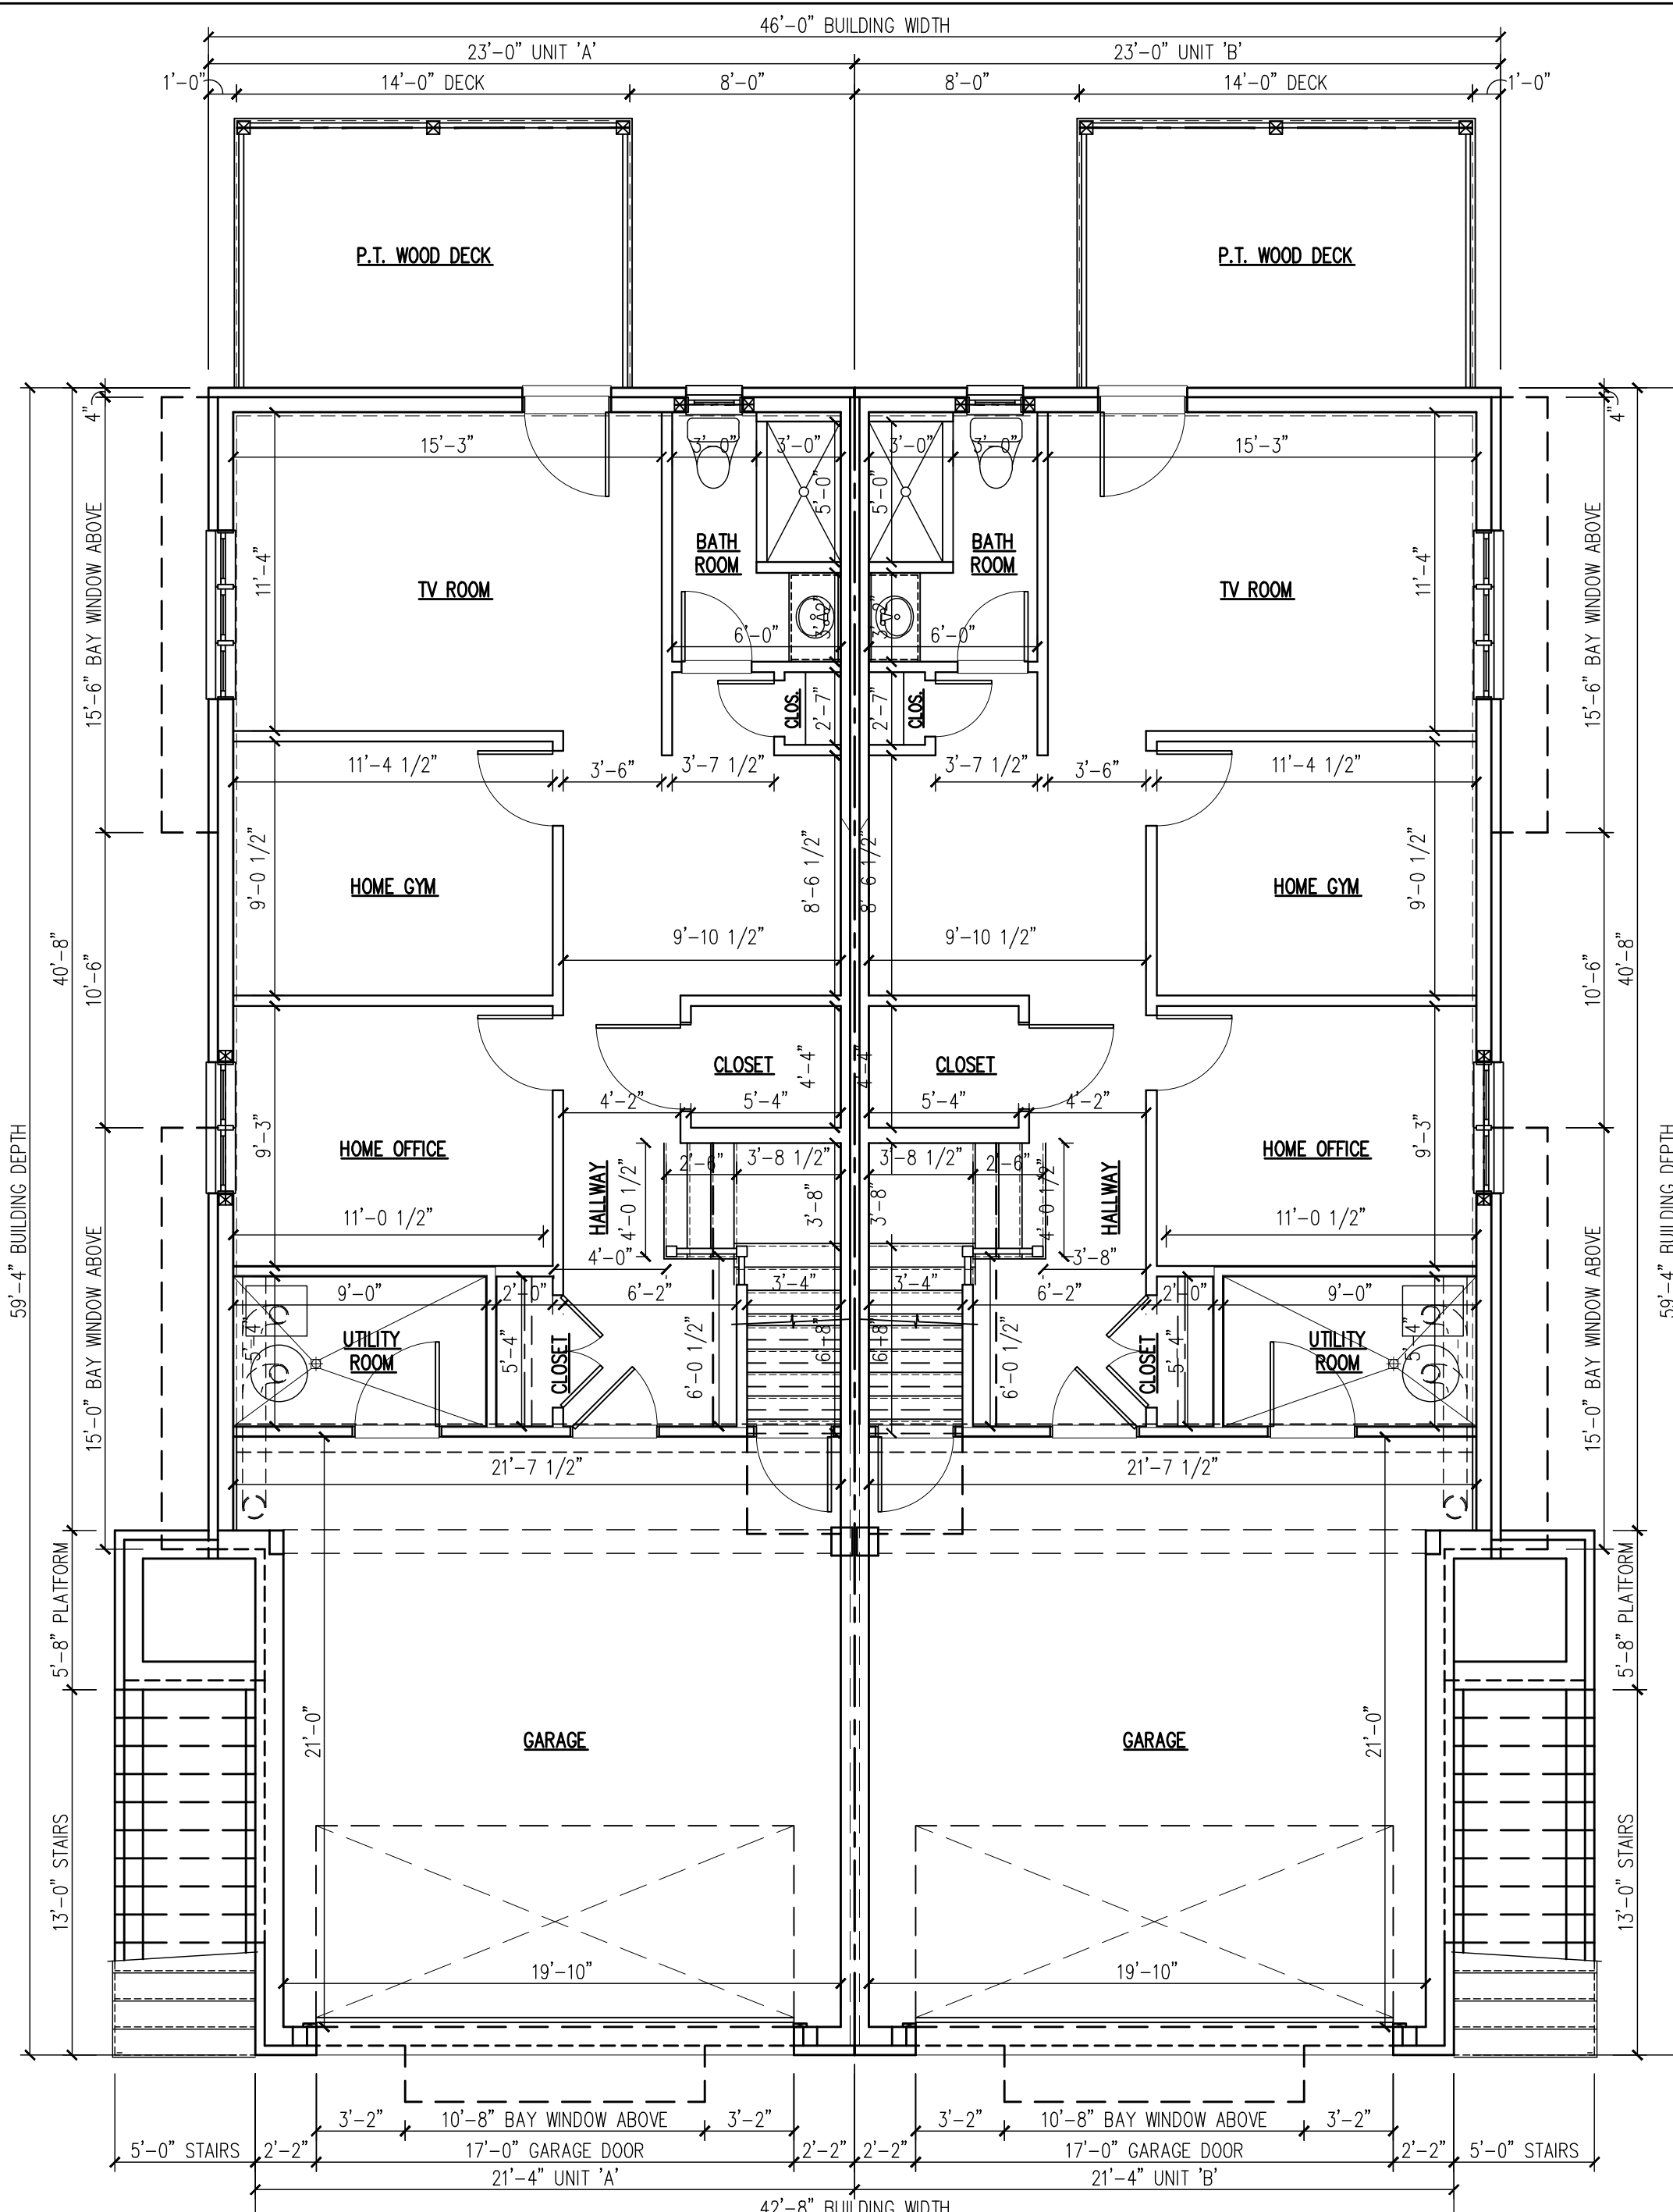 46'-0" BUILDING WIDTH
23'-0" UNIT 'A'
23'-0" UNIT 'B'
1'-0"
14'-0" DECK
8'-0"
8'-0"
14'-0" DECK
1'-0"
P.T. WOOD DECK
P.T. WOOD DECK
4"
4"
15'-3"
3'-0"
3'-0"
3'-0"
3'-0"
15'-3"
5'-0"
5'-0"
15'-6" BAY WINDOW ABOVE
11'-4"
TV ROOM
BATH
ROOM
BATH
ROOM
TV ROOM
11'-4"
15'-6" BAY WINDOW ABOVE
3'-2"
3'-2"
6'-0"
6'-0"
CLOS.
2'-7"
2'-7"
CLOS.
11'-4 1/2"
3'-6"
3'-7 1/2"
3'-7 1/2"
3'-6"
11'-4 1/2"
9'-0 1/2"
HOME GYM
8'-6 1/2"
8'-6 1/2"
HOME GYM
9'-0 1/2"
9'-10 1/2"
9'-10 1/2"
40'-8"
10'-6"
10'-6"
40'-8"
CLOSET
4'-4"
4'-4"
CLOSET
4'-2"
5'-4"
5'-4"
4'-2"
59'-4" BUILDING DEPTH
9'-3"
HOME OFFICE
HOME OFFICE
9'-3"
59'-4" BUILDING DEPTH
HALLWAY
4'-0 1/2"
2'-6"
3'-8 1/2"
3'-8 1/2"
2'-6"
4'-0 1/2"
HALLWAY
3'-8"
3'-8"
11'-0 1/2"
11'-0 1/2"
4'-0"
3'-8"
9'-0"
2'-0"
6'-2"
3'-4"
3'-4"
6'-2"
2'-0"
9'-0"
15'-0" BAY WINDOW ABOVE
5'-4"
UTILITY
ROOM
5'-4"
CLOSET
6'-0 1/2"
6'-8"
6'-8"
6'-0 1/2"
CLOSET
5'-4"
UTILITY
ROOM
5'-4"
15'-0" BAY WINDOW ABOVE
21'-7 1/2"
21'-7 1/2"
5'-8" PLATFORM
5'-8" PLATFORM
21'-0"
GARAGE
GARAGE
21'-0"
13'-0" STAIRS
13'-0" STAIRS
19'-10"
19'-10"
3'-2"
10'-8" BAY WINDOW ABOVE
3'-2"
3'-2"
10'-8" BAY WINDOW ABOVE
3'-2"
5'-0" STAIRS
2'-2"
17'-0" GARAGE DOOR
2'-2"
2'-2"
17'-0" GARAGE DOOR
2'-2"
5'-0" STAIRS
21'-4" UNIT 'A'
21'-4" UNIT 'B'
42'-8" BUILDING WIDTH